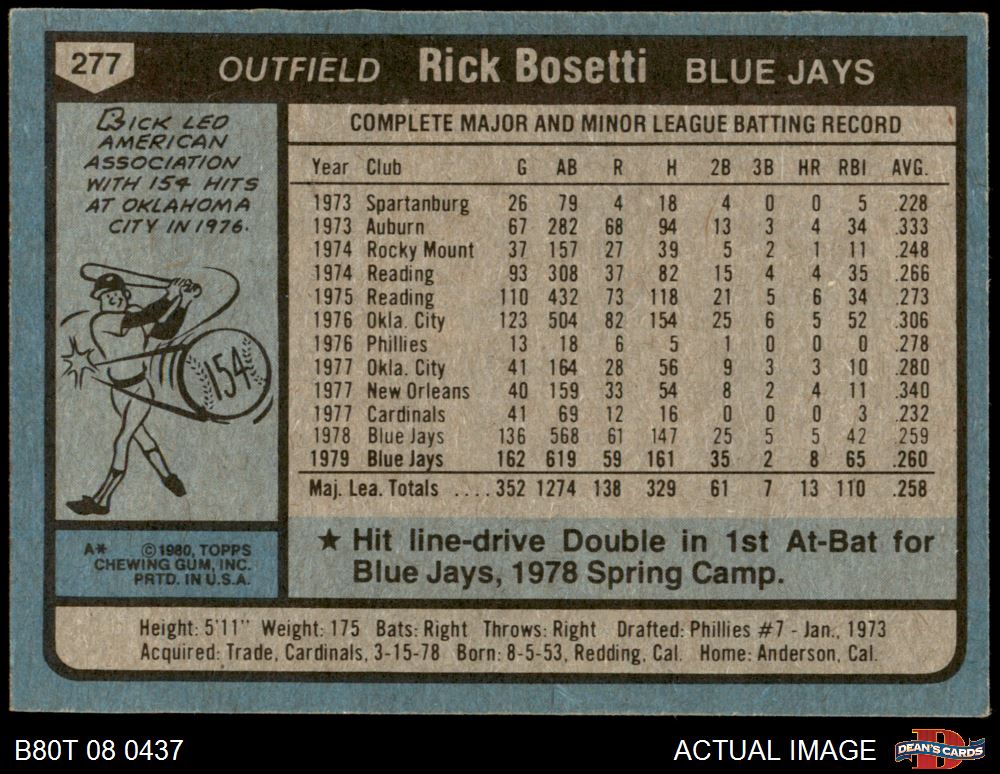 277 OUTFIELD Rick Bosetti BLUE JAYS
RICK LED
AMERICAN
ASSOCIATION
WITH 154 HITS
AT OKLAHOMA
CITY IN 1976.
154
A* ©1980, TOPPS
CHEWING GUM, INC.
PRTD. IN U.S.A.
COMPLETE MAJOR AND MINOR LEAGUE BATTING RECORD
Year Club G AB R H 2B 3B HR RBI AVG.
1973 Spartanburg 26 79 4 18 4 0 0 5 .228
1973 Auburn 67 282 68 94 13 3 4 34 .333
1974 Rocky Mount 37 157 27 39 5 2 1 11 .248
1974 Reading 93 308 37 82 15 4 4 35 .266
1975 Reading 110 432 73 118 21 5 6 34 .273
1976 Okla. City 123 504 82 154 25 6 5 52 .306
1976 Phillies 13 18 6 5 1 0 0 0 .278
1977 Okla. City 41 164 28 56 9 3 3 10 .280
1977 New Orleans 40 159 33 54 8 2 4 11 .340
1977 Cardinals 41 69 12 16 0 0 0 3 .232
1978 Blue Jays 136 568 61 147 25 5 5 42 .259
1979 Blue Jays 162 619 59 161 35 2 8 65 .260
Maj. Lea. Totals .... 352 1274 138 329 61 7 13 110 .258
★ Hit line-drive Double in 1st At-Bat for
Blue Jays, 1978 Spring Camp.
Height: 5'11" Weight: 175 Bats: Right Throws: Right Drafted: Phillies #7 - Jan., 1973
Acquired: Trade, Cardinals, 3-15-78 Born: 8-5-53, Redding, Cal. Home: Anderson, Cal.
B80T 08 0437 ACTUAL IMAGE D DEAN'S CARDS